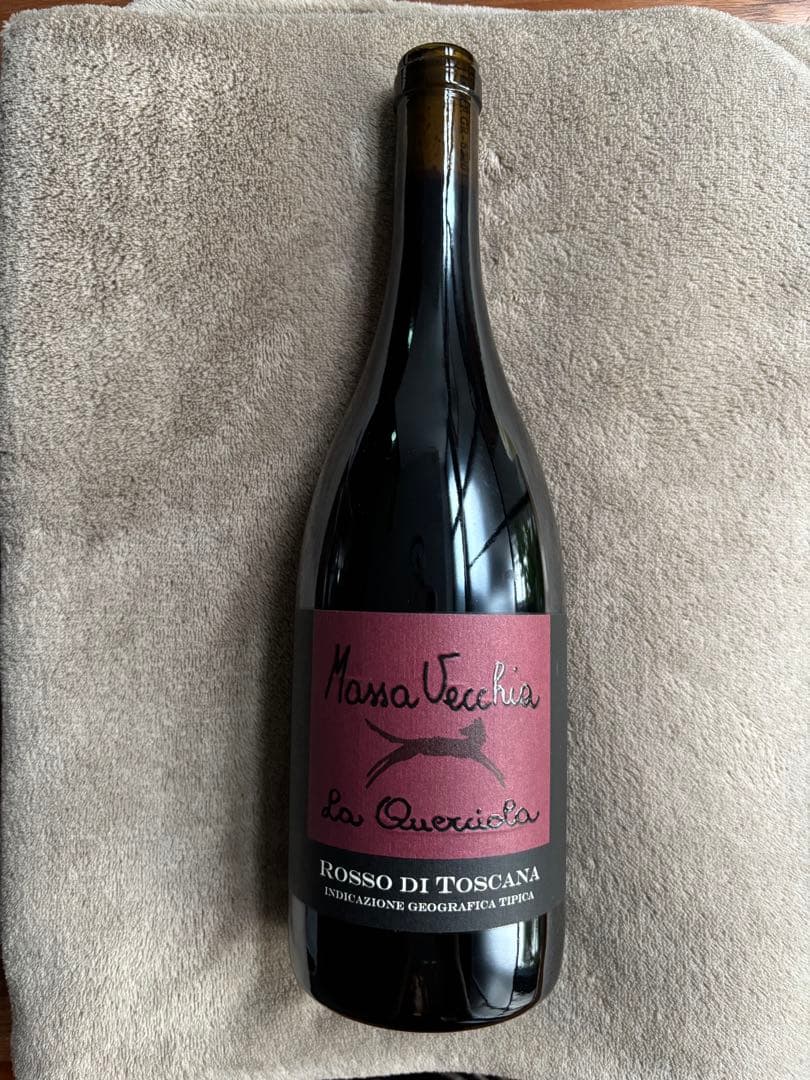 Massa Vecchia
La Querciola
ROSSO DI TOSCANA
INDICAZIONE GEOGRAFICA TIPICA